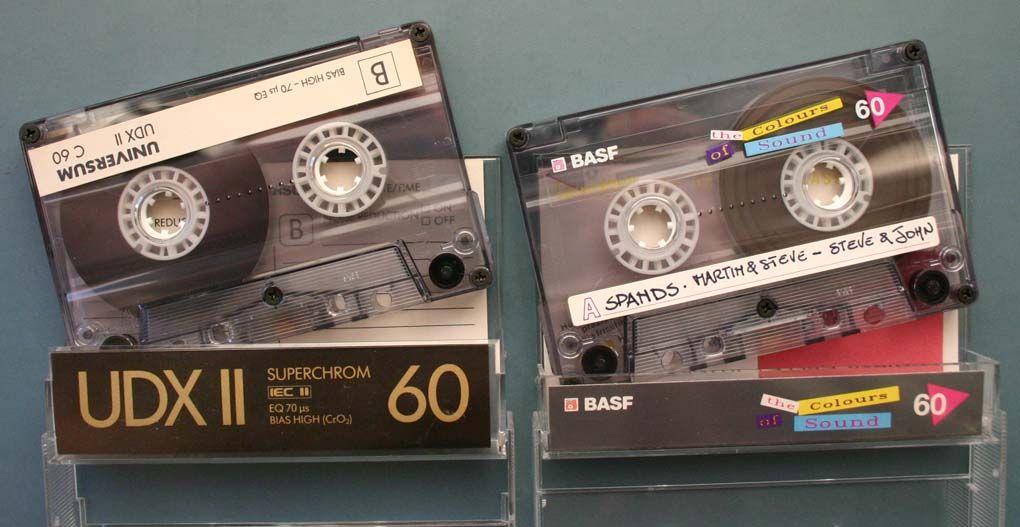 B
BIAS HIGH – 70 µs EQ
UNIVERSUM
UDX II
C 60
B
ON
OFF
UDX II
SUPERCHROM
IEC II
EQ 70 µs
BIAS HIGH (CrO₂)
60
BASF
the Colours
of Sound
60
A SPANDS. MARTIN & STEVE – STEVE & JOHN
BASF
the Colours
of Sound
60